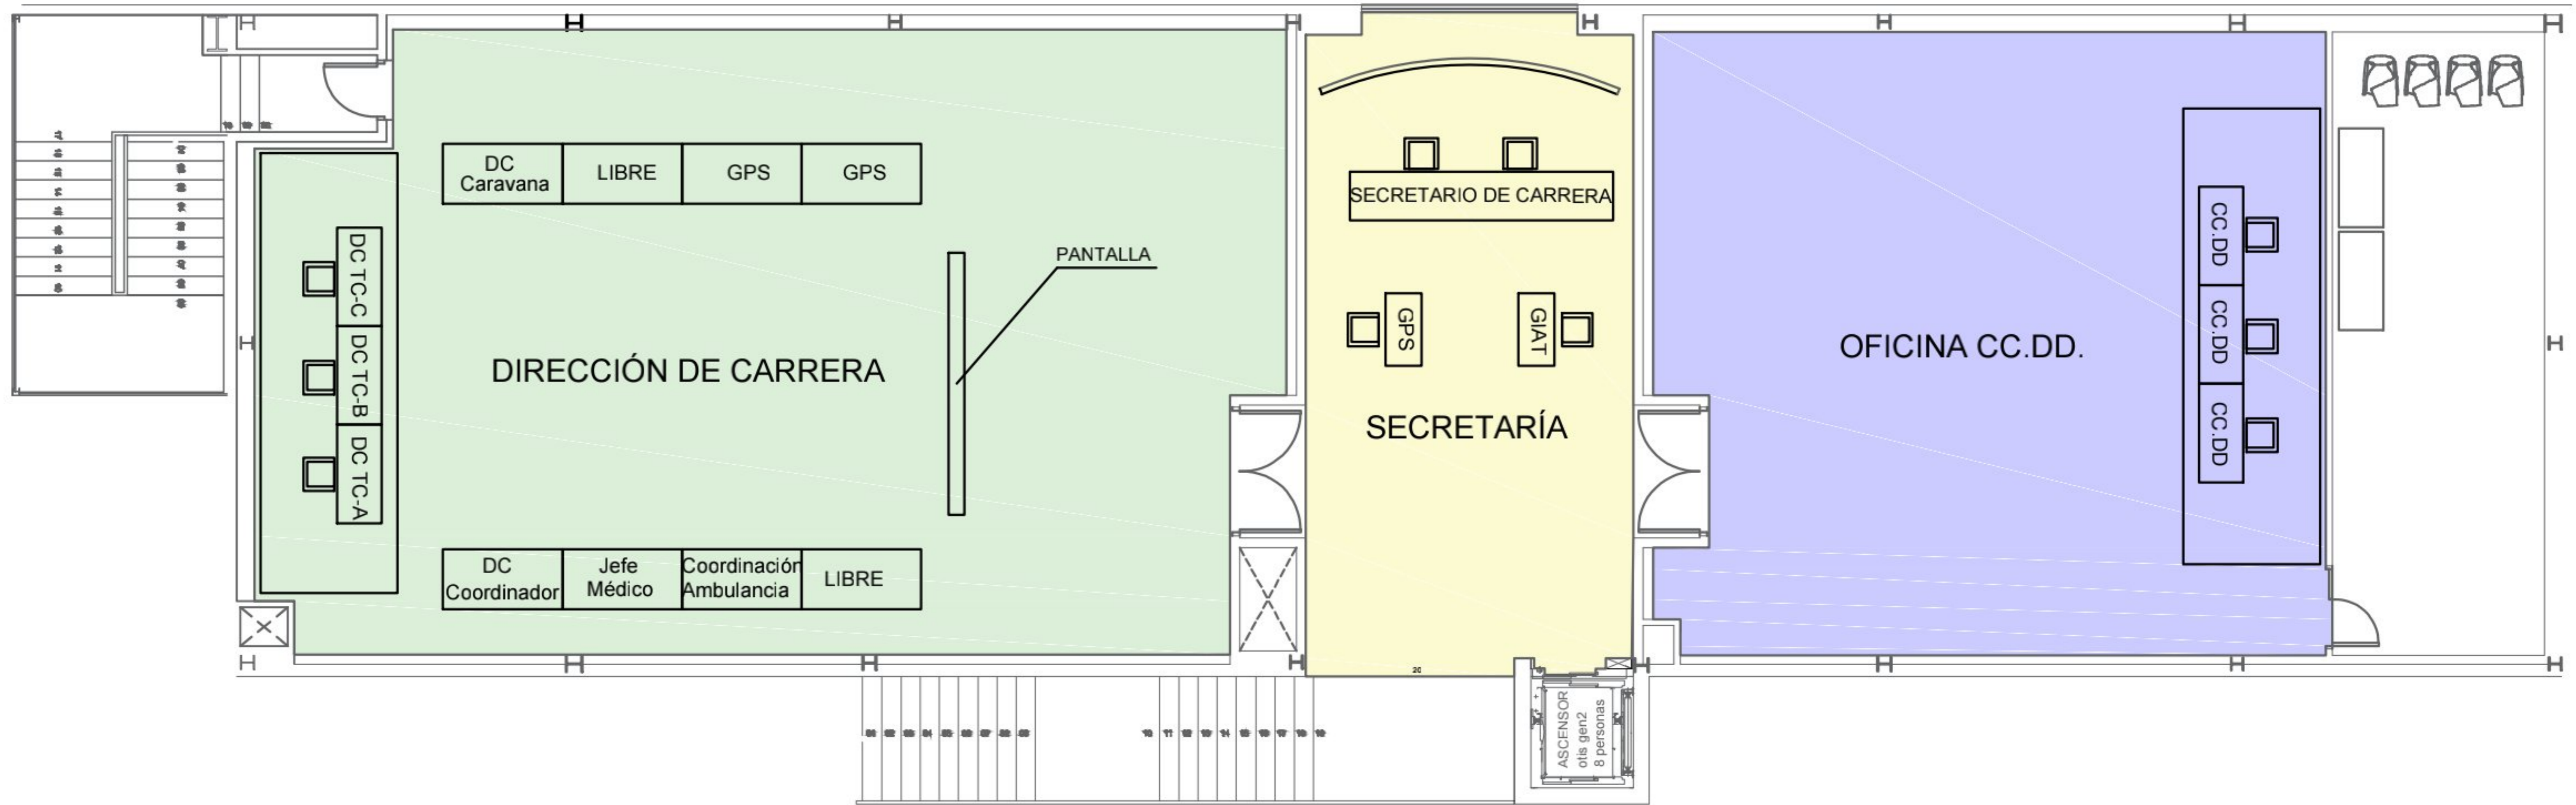 DC
Caravana
LIBRE
GPS
GPS
DC TC-C
DC TC-B
DC TC-A
PANTALLA
DIRECCIÓN DE CARRERA
DC
Coordinador
Jefe
Médico
Coordinación
Ambulancia
LIBRE
SECRETARIO DE CARRERA
GPS
GIAT
SECRETARÍA
ASCENSOR
otis gen2
8 personas
OFICINA CC.DD.
CC.DD
CC.DD
CC.DD